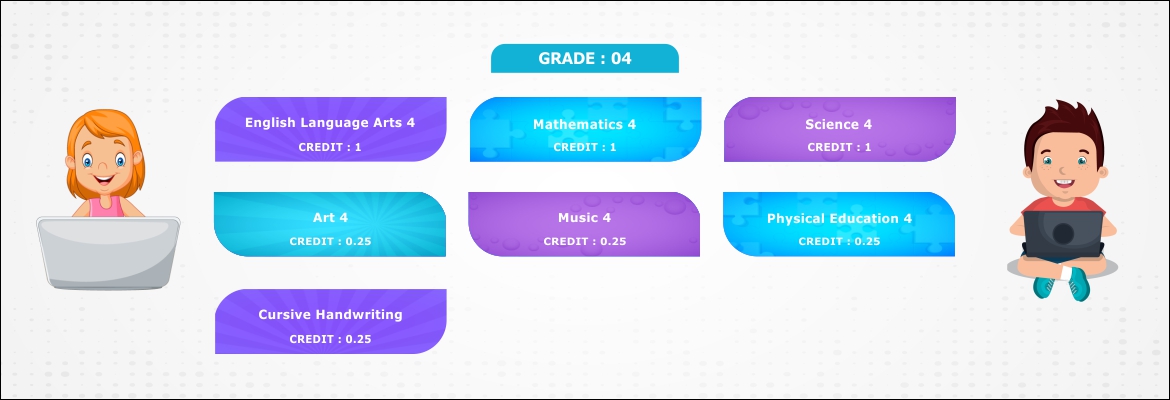 GRADE : 04
English Language Arts 4
CREDIT : 1
Mathematics 4
CREDIT : 1
Science 4
CREDIT : 1
Art 4
CREDIT : 0.25
Music 4
CREDIT : 0.25
Physical Education 4
CREDIT : 0.25
Cursive Handwriting
CREDIT : 0.25